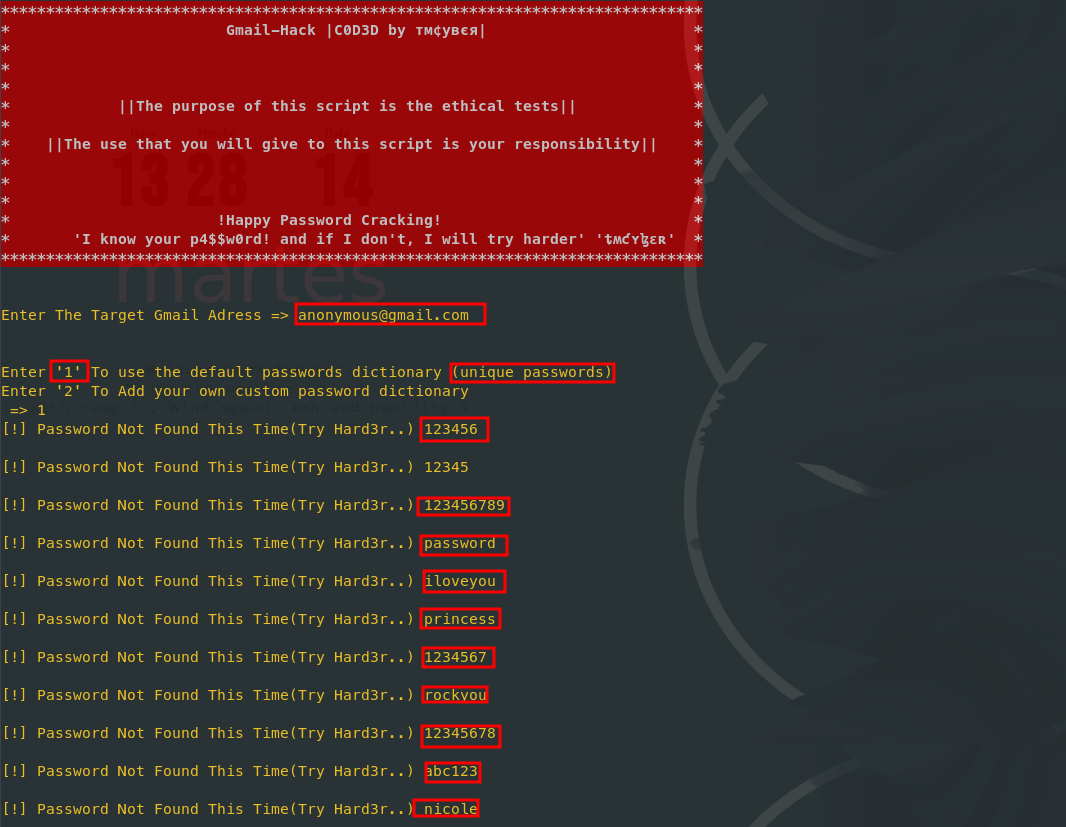 ******************************************************************************
* Gmail-Hack |C0D3D by тм¢увєя| *
* *
* *
* *
* ||The purpose of this script is the ethical tests|| *
* *
* ||The use that you will give to this script is your responsibility|| *
* *
13 28 14
* *
* *
* !Happy Password Cracking! *
* 'I know your p4$$w0rd! and if I don't, I will try harder' 'ţмƈʏɮɛʀ' *
******************************************************************************
martes
Enter The Target Gmail Adress => anonymous@gmail.com
Enter '1' To use the default passwords dictionary (unique passwords)
Enter '2' To Add your own custom password dictionary
=> 1
[!] Password Not Found This Time(Try Hard3r..) 123456
[!] Password Not Found This Time(Try Hard3r..) 12345
[!] Password Not Found This Time(Try Hard3r..) 123456789
[!] Password Not Found This Time(Try Hard3r..) password
[!] Password Not Found This Time(Try Hard3r..) iloveyou
[!] Password Not Found This Time(Try Hard3r..) princess
[!] Password Not Found This Time(Try Hard3r..) 1234567
[!] Password Not Found This Time(Try Hard3r..) rockyou
[!] Password Not Found This Time(Try Hard3r..) 12345678
[!] Password Not Found This Time(Try Hard3r..) abc123
[!] Password Not Found This Time(Try Hard3r..) nicole